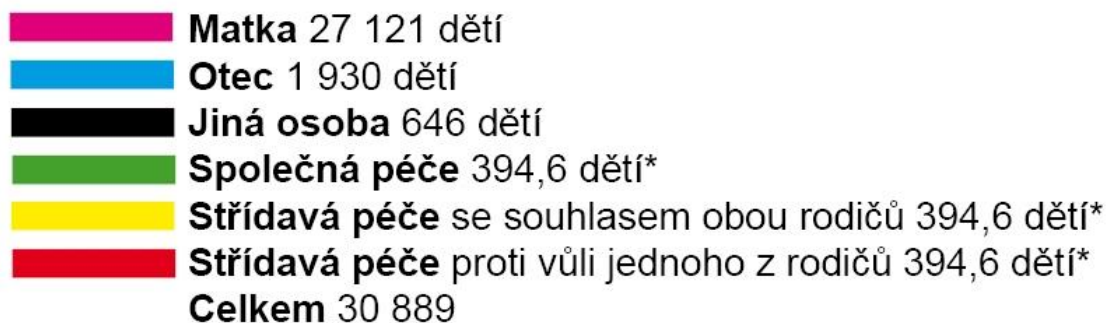 Matka 27 121 dětí
Otec 1 930 dětí
Jiná osoba 646 dětí
Společná péče 394,6 dětí*
Střídavá péče se souhlasem obou rodičů 394,6 dětí*
Střídavá péče proti vůli jednoho z rodičů 394,6 dětí*
Celkem 30 889